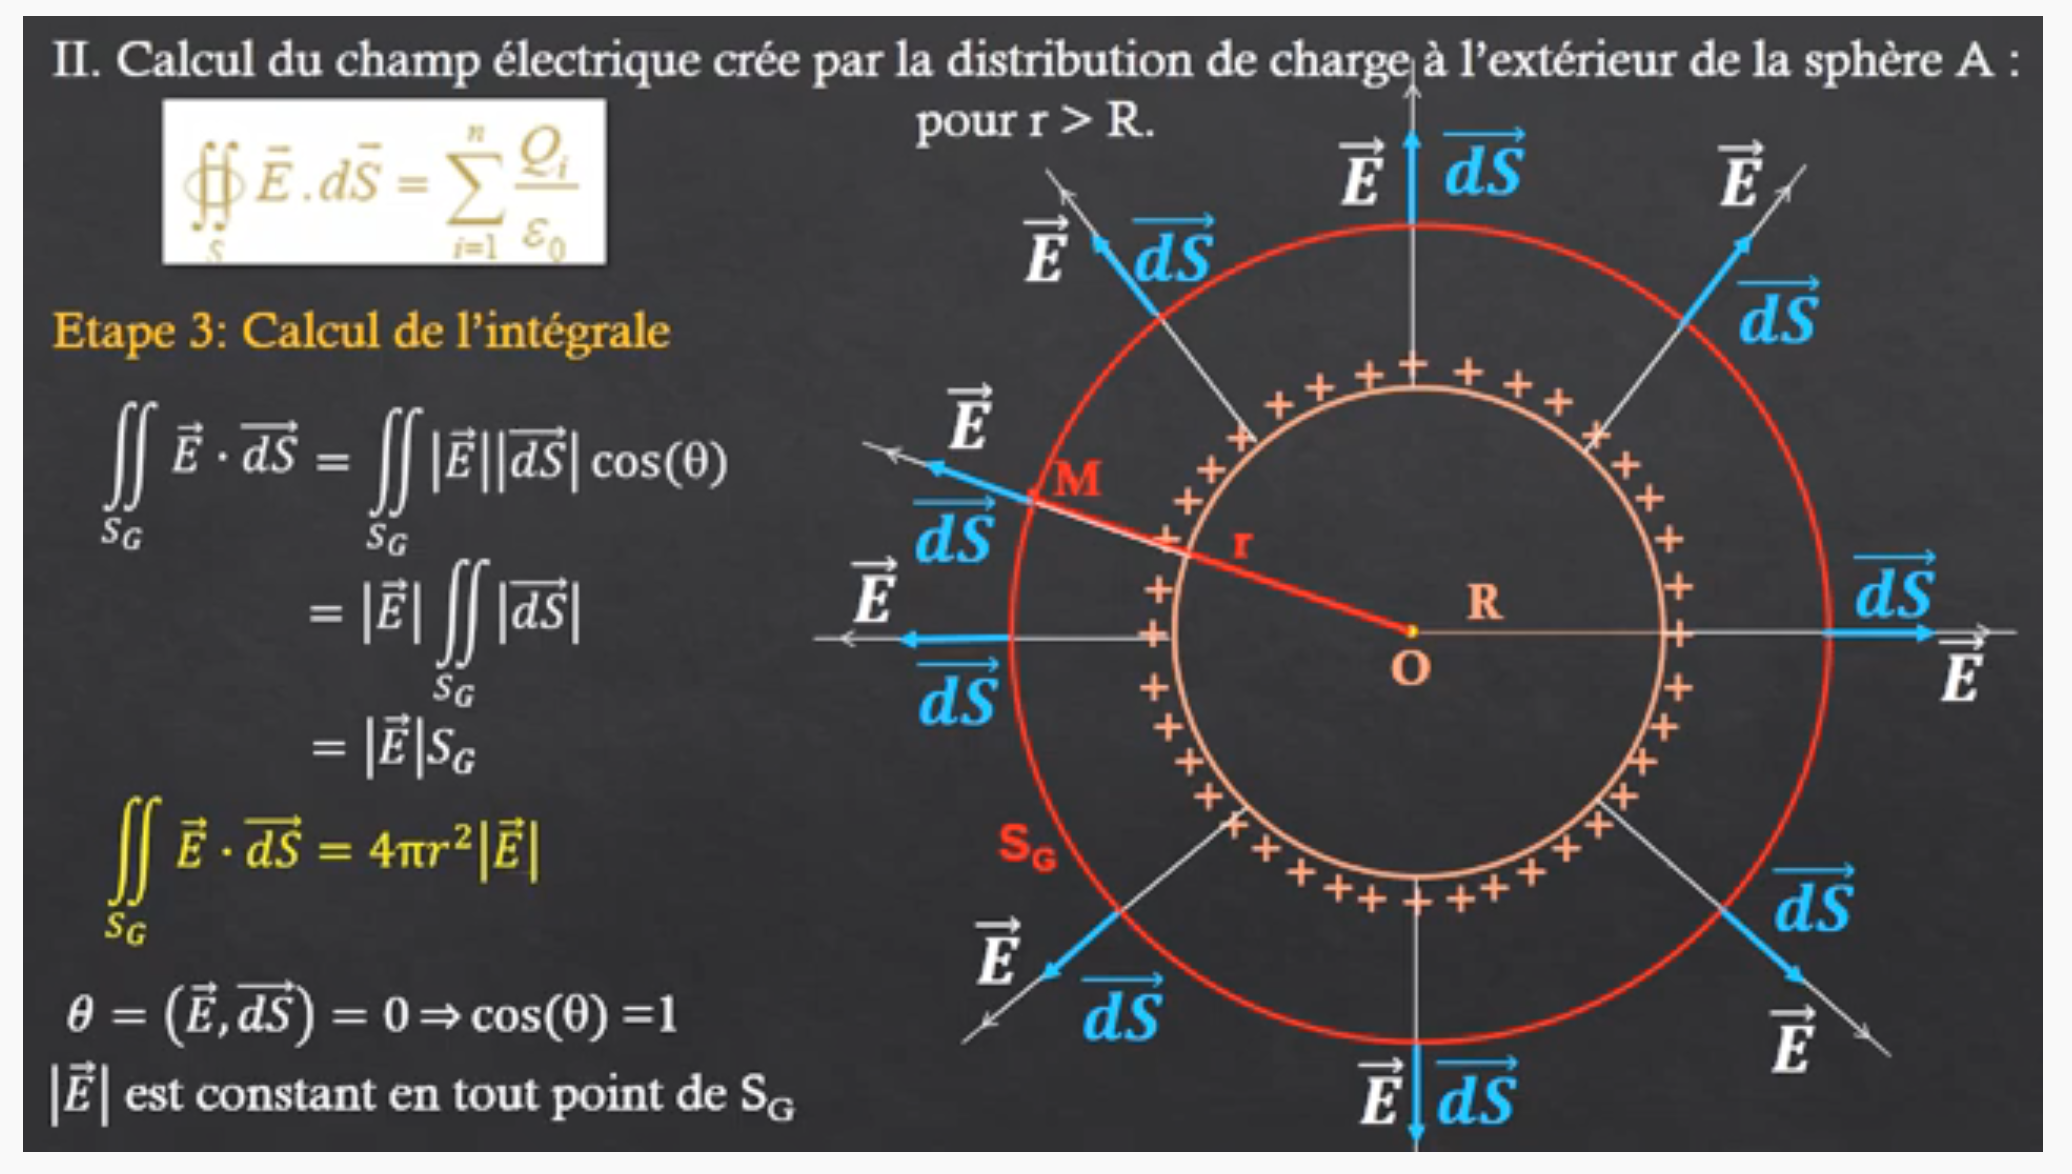 II. Calcul du champ électrique crée par la distribution de charge à l'extérieur de la sphère A :
pour r > R.
∯_S E⃗ . dS⃗ = ∑_{i=1}^{n} Q_i / ε_0
Etape 3: Calcul de l'intégrale
∬_{S_G} E⃗ · dS⃗ = ∬_{S_G} |E⃗||dS⃗| cos(θ)
= |E⃗| ∬_{S_G} |dS⃗|
= |E⃗|S_G
∬_{S_G} E⃗ · dS⃗ = 4πr²|E⃗|
θ = (E⃗, dS⃗) = 0 ⇒ cos(θ) =1
|E⃗| est constant en tout point de S_G
E⃗ dS⃗
E⃗ dS⃗
E⃗
dS⃗
E⃗
M
dS⃗
r
E⃗
dS⃗
R
O
dS⃗
E⃗
S_G
E⃗
dS⃗
dS⃗
E⃗
E⃗ dS⃗